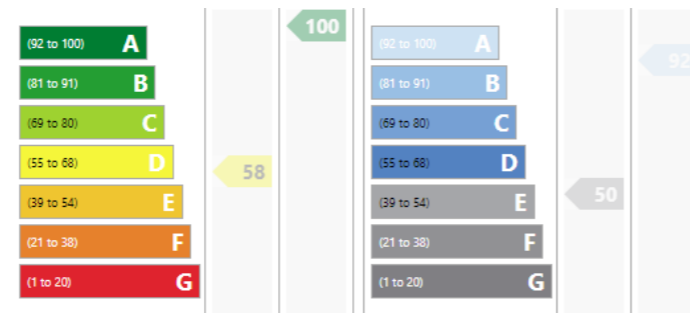 100
(92 to 100) A
(81 to 91) B
(69 to 80) C
(55 to 68) D
58
(39 to 54) E
(21 to 38) F
(1 to 20) G
(92 to 100) A
92
(81 to 91) B
(69 to 80) C
(55 to 68) D
(39 to 54) E
50
(21 to 38) F
(1 to 20) G